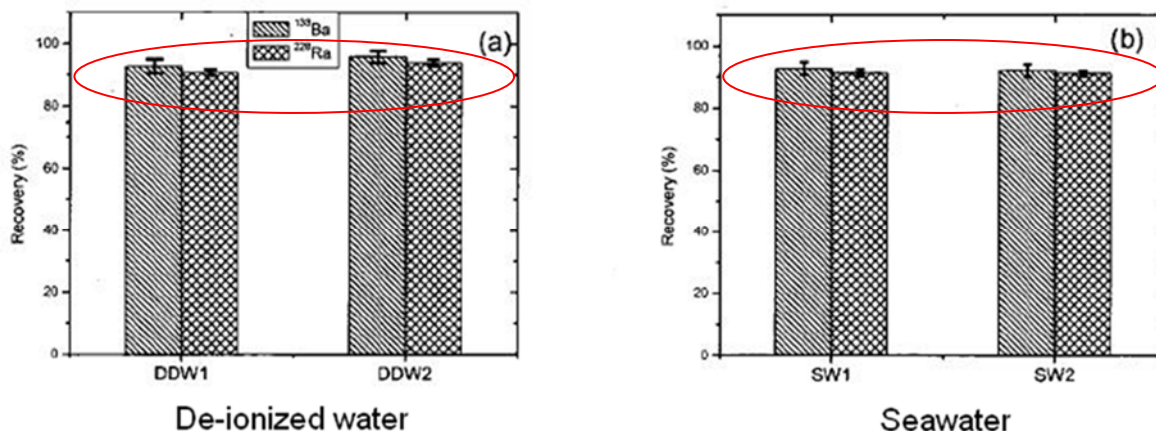 100
80
60
40
20
0
Recovery (%)
¹³³Ba
²²⁶Ra
(a)
DDW1 DDW2
De-ionized water
100
80
60
40
20
0
Recovery (%)
(b)
SW1 SW2
Seawater